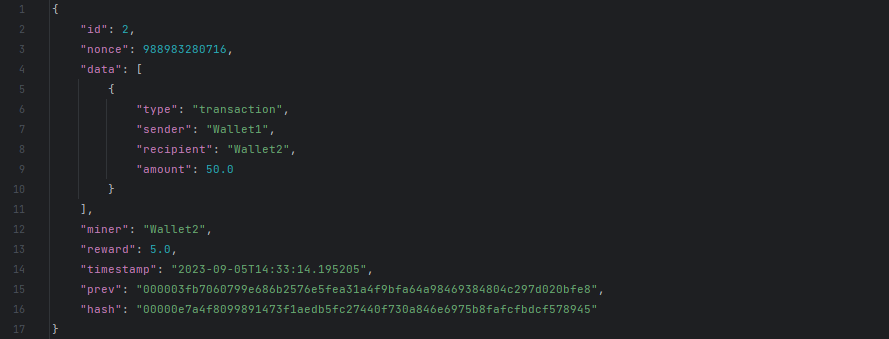 1 {
2 "id": 2,
3 "nonce": 988983280716,
4 "data": [
5 {
6 "type": "transaction",
7 "sender": "Wallet1",
8 "recipient": "Wallet2",
9 "amount": 50.0
10 }
11 ],
12 "miner": "Wallet2",
13 "reward": 5.0,
14 "timestamp": "2023-09-05T14:33:14.195205",
15 "prev": "000003fb7060799e686b2576e5fea31a4f9bfa64a98469384804c297d020bfe8",
16 "hash": "00000e7a4f8099891473f1aedb5fc27440f730a846e6975b8fafcfbdcf578945"
17 }